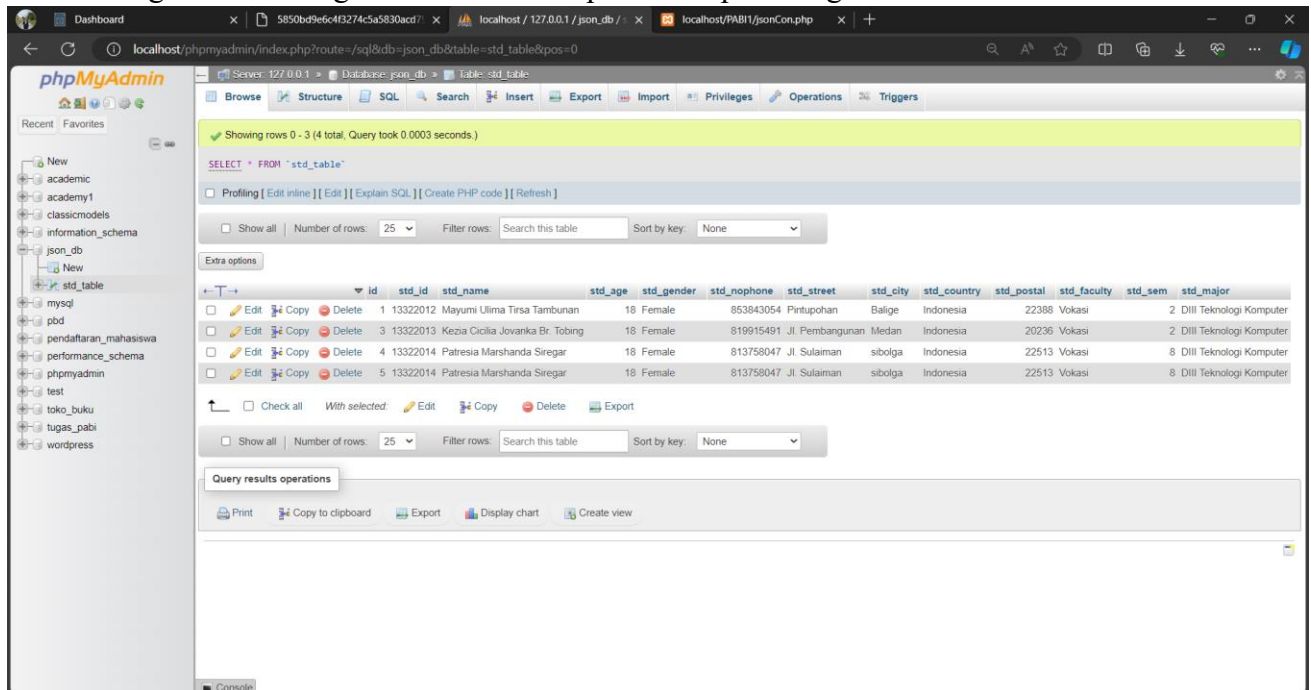 Dashboard
5850bd9e6c4f3274c5a5830acd7
localhost / 127.0.0.1 / json_db / s
localhost/PABI1/jsonCon.php
localhost/phpmyadmin/index.php?route=/sql&db=json_db&table=std_table&pos=0
phpMyAdmin
Recent Favorites
New
academic
academy1
classicmodels
information_schema
json_db
New
std_table
mysql
pbd
pendaftaran_mahasiswa
performance_schema
phpmyadmin
test
toko_buku
tugas_pabi
wordpress
Server: 127.0.0.1 » Database: json_db » Table: std_table
Browse Structure SQL Search Insert Export Import Privileges Operations Triggers
Showing rows 0 - 3 (4 total, Query took 0.0003 seconds.)
SELECT * FROM `std_table`
Profiling [ Edit inline ] [ Edit ] [ Explain SQL ] [ Create PHP code ] [ Refresh ]
Show all | Number of rows: 25 Filter rows: Search this table Sort by key: None
Extra options
id std_id std_name std_age std_gender std_nophone std_street std_city std_country std_postal std_faculty std_sem std_major
Edit Copy Delete 1 13322012 Mayumi Ulima Tirsa Tambunan 18 Female 853843054 Pintupohan Balige Indonesia 22388 Vokasi 2 DIII Teknologi Komputer
Edit Copy Delete 3 13322013 Kezia Cicilia Jovanka Br. Tobing 18 Female 819915491 Jl. Pembangunan Medan Indonesia 20236 Vokasi 2 DIII Teknologi Komputer
Edit Copy Delete 4 13322014 Patresia Marshanda Siregar 18 Female 813758047 Jl. Sulaiman sibolga Indonesia 22513 Vokasi 8 DIII Teknologi Komputer
Edit Copy Delete 5 13322014 Patresia Marshanda Siregar 18 Female 813758047 Jl. Sulaiman sibolga Indonesia 22513 Vokasi 8 DIII Teknologi Komputer
Check all With selected: Edit Copy Delete Export
Show all | Number of rows: 25 Filter rows: Search this table Sort by key: None
Query results operations
Print Copy to clipboard Export Display chart Create view
Console